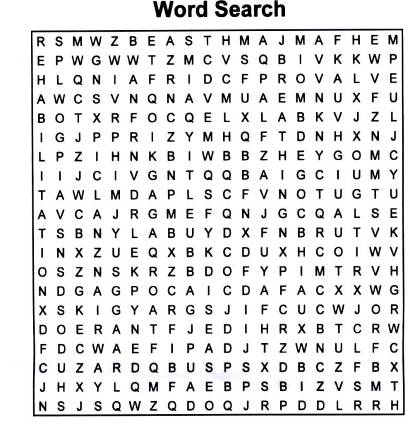 Word Search
R S M W Z B E A S T H M A J M A F H E M
E P W G W W T Z M C V S Q B I V K K W P
H L Q N I A F R I D C F P R O V A L V E
A W C S V N Q N A V M U A E M N U X F U
B O T X R F O C Q E L X L A B K V J Z L
I G J P P R I Z Y M H Q F T D N H X N J
L P Z I H N K B I W B B Z H E Y G O M C
I I J C I V G N T Q Q B A I G C I U M Y
T A W L M D A P L S C F V N O T U G T U
A V C A J R G M E F Q N J G C Q A L S E
T S B N Y L A B U Y D X F N B R U T V K
I N X Z U E Q X B K C D U X H C O I W V
O S Z N S K R Z B D O F Y P I M T R V H
N D G A G P O C A I C D A F A C X X W G
X S K I G Y A R G S J I F C U C W J O R
D O E R A N T F J E D I H R X B T C R W
F D C W A E F I P A D J T Z W N U L F C
C U Z A R D Q B U S P S X D B C Z F B X
J H X Y L Q M F A E B P S B I Z V S M T
N S J S Q W Z Q D O Q J R P D D L R R H